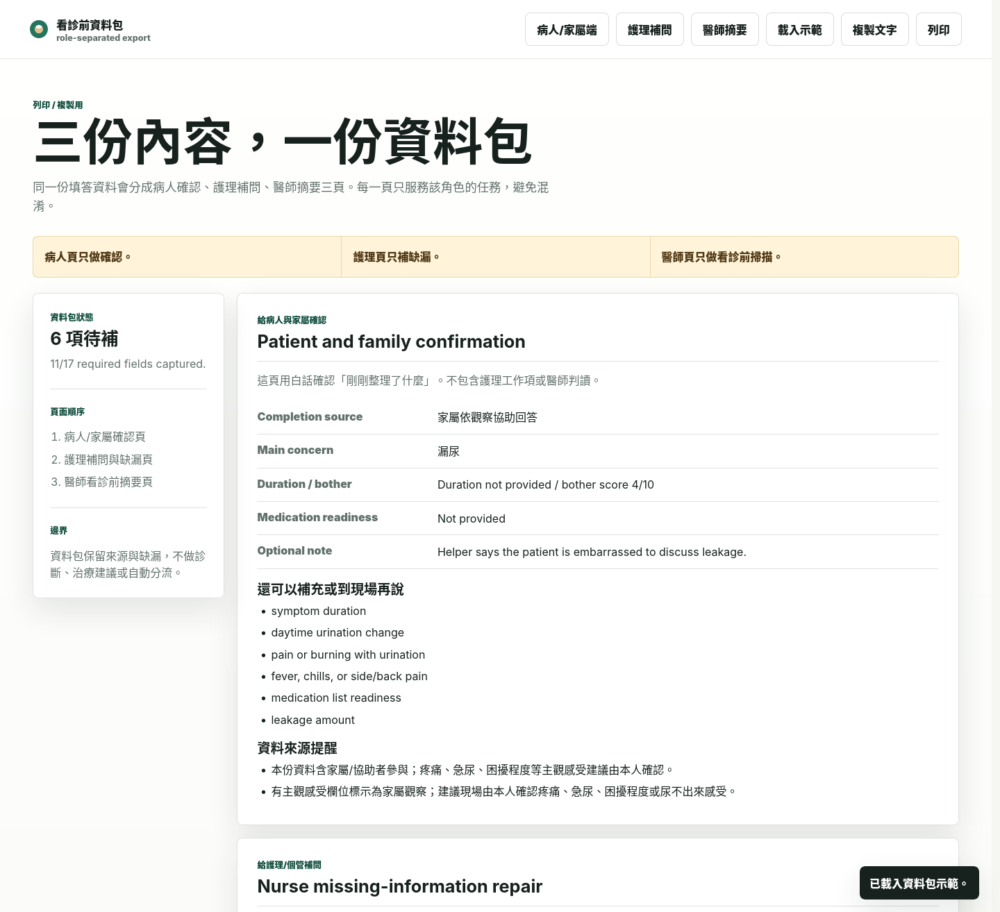 看診前資料包
role-separated export
病人/家屬端
護理補問
醫師摘要
載入示範
複製文字
列印
列印 / 複製用
三份內容，一份資料包
同一份填答資料會分成病人確認、護理補問、醫師摘要三頁。每一頁只服務該角色的任務，避免混
淆。
病人頁只做確認。
護理頁只補缺漏。
醫師頁只做看診前掃描。
資料包狀態
6 項待補
11/17 required fields captured.
頁面順序
1. 病人/家屬確認頁
2. 護理補問與缺漏頁
3. 醫師看診前摘要頁
邊界
資料包保留來源與缺漏，不做診
斷、治療建議或自動分流。
給病人與家屬確認
Patient and family confirmation
這頁用白話確認「剛剛整理了什麼」。不包含護理工作項或醫師判讀。
Completion source 家屬依觀察協助回答
Main concern 漏尿
Duration / bother Duration not provided / bother score 4/10
Medication readiness Not provided
Optional note Helper says the patient is embarrassed to discuss leakage.
還可以補充或到現場再說
• symptom duration
• daytime urination change
• pain or burning with urination
• fever, chills, or side/back pain
• medication list readiness
• leakage amount
資料來源提醒
• 本份資料含家屬/協助者參與；疼痛、急尿、困擾程度等主觀感受建議由本人確認。
• 有主觀感受欄位標示為家屬觀察；建議現場由本人確認疼痛、急尿、困擾程度或尿不出來感受。
給護理/個管補問
Nurse missing-information repair
已載入資料包示範。